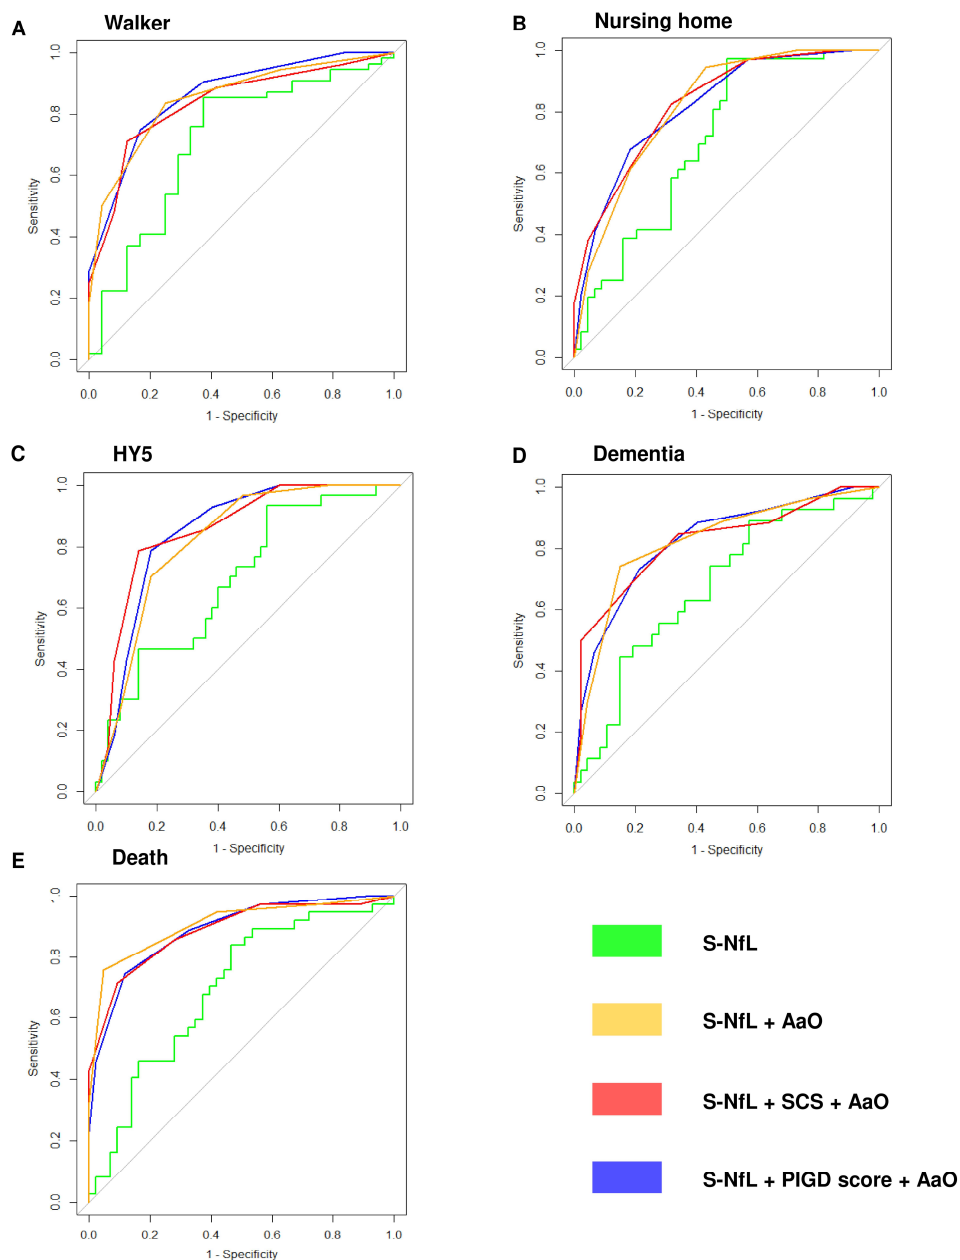 A Walker
Sensitivity
0.0 0.2 0.4 0.6 0.8 1.0
0.0 0.2 0.4 0.6 0.8 1.0
1 - Specificity
B Nursing home
Sensitivity
0.0 0.2 0.4 0.6 0.8 1.0
0.0 0.2 0.4 0.6 0.8 1.0
1 - Specificity
C HY5
Sensitivity
0.0 0.2 0.4 0.6 0.8 1.0
0.0 0.2 0.4 0.6 0.8 1.0
1 - Specificity
D Dementia
Sensitivity
0.0 0.2 0.4 0.6 0.8 1.0
0.0 0.2 0.4 0.6 0.8 1.0
1 - Specificity
E Death
Sensitivity
0.0 0.2 0.4 0.6 0.8 1.0
0.0 0.2 0.4 0.6 0.8 1.0
1 - Specificity
S-NfL
S-NfL + AaO
S-NfL + SCS + AaO
S-NfL + PIGD score + AaO